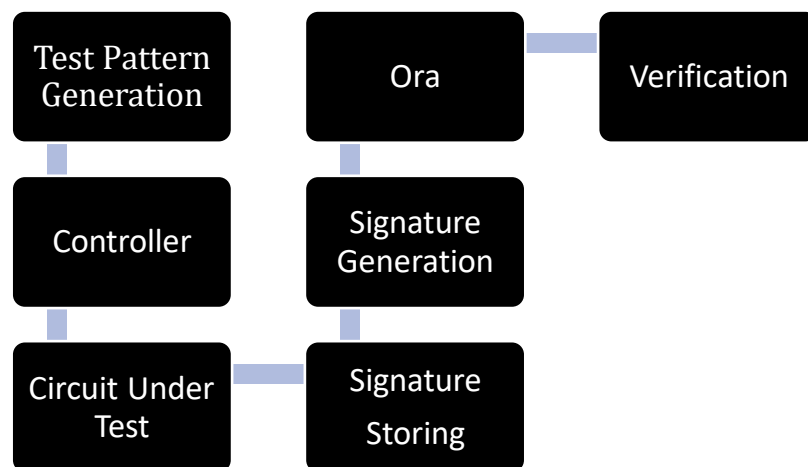 Test Pattern
Generation
Controller
Circuit Under
Test
Signature
Storing
Signature
Generation
Ora
Verification